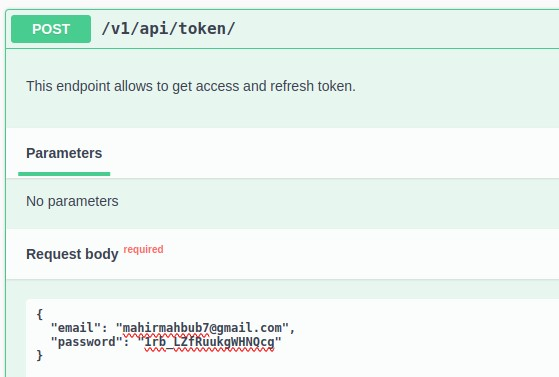 POST /v1/api/token/
This endpoint allows to get access and refresh token.
Parameters
No parameters
Request body required
{
"email": "mahirmahbub7@gmail.com",
"password": "1rb_LZfRuukgWHNQcg"
}